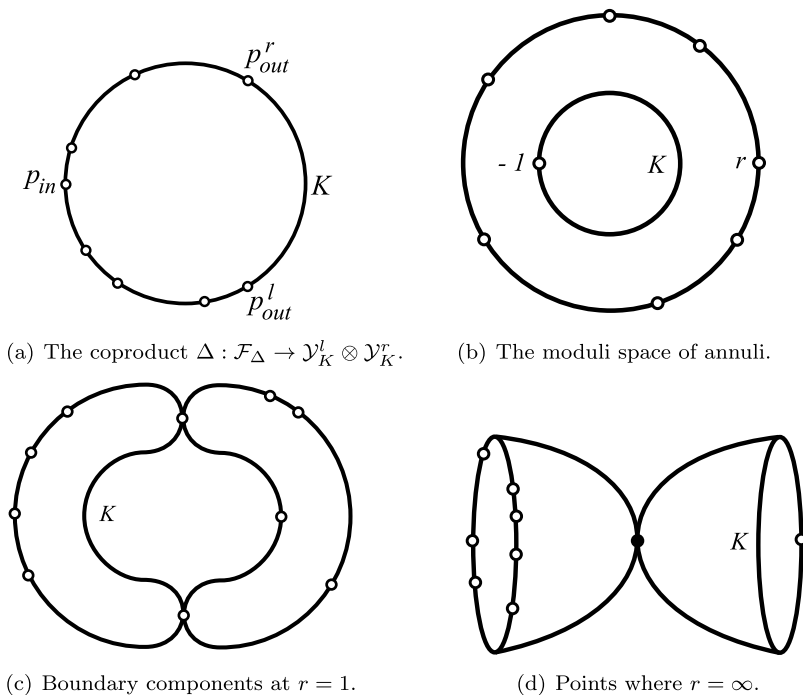 p^r_out
p_in
K
p^l_out
- 1
K
r
(a) The coproduct Δ : 𝓕_Δ → 𝒴^l_K ⊗ 𝒴^r_K.
(b) The moduli space of annuli.
K
K
(c) Boundary components at r = 1.
(d) Points where r = ∞.